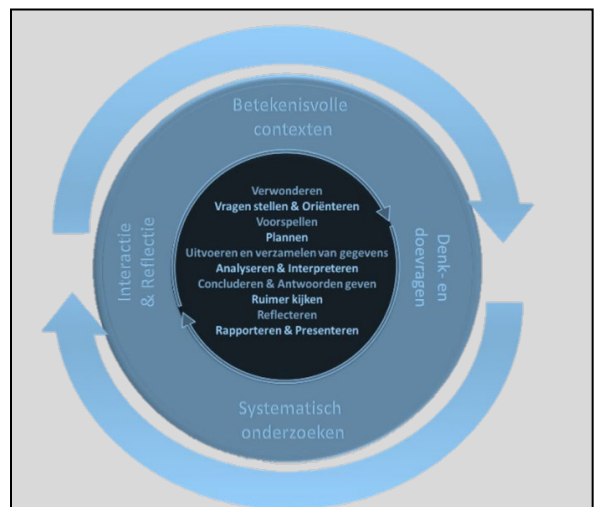 Betekenisvolle
contexten
Interactie
& Reflectie
Verwonderen
Vragen stellen & Oriënteren
Voorspellen
Plannen
Uitvoeren en verzamelen van gegevens
Analyseren & Interpreteren
Concluderen & Antwoorden geven
Ruimer kijken
Reflecteren
Rapporteren & Presenteren
Denk- en
doevragen
Systematisch
onderzoeken